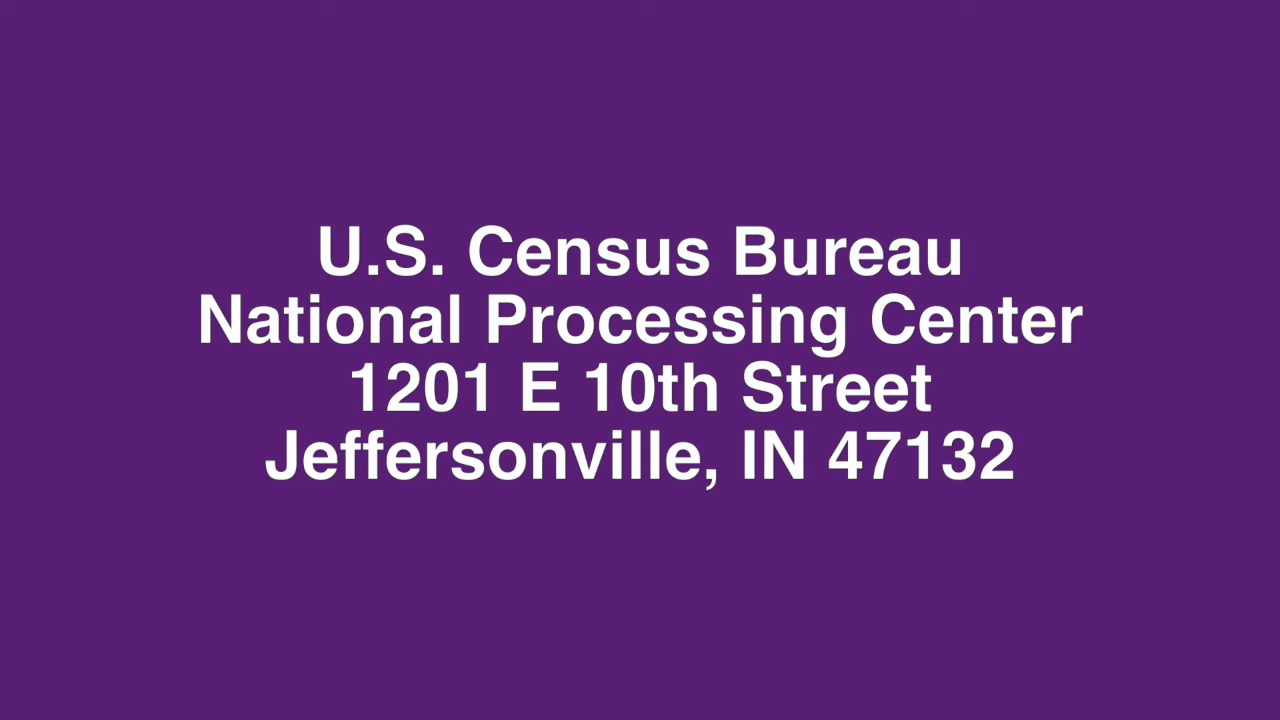 U.S. Census Bureau
National Processing Center
1201 E 10th Street
Jeffersonville, IN 47132